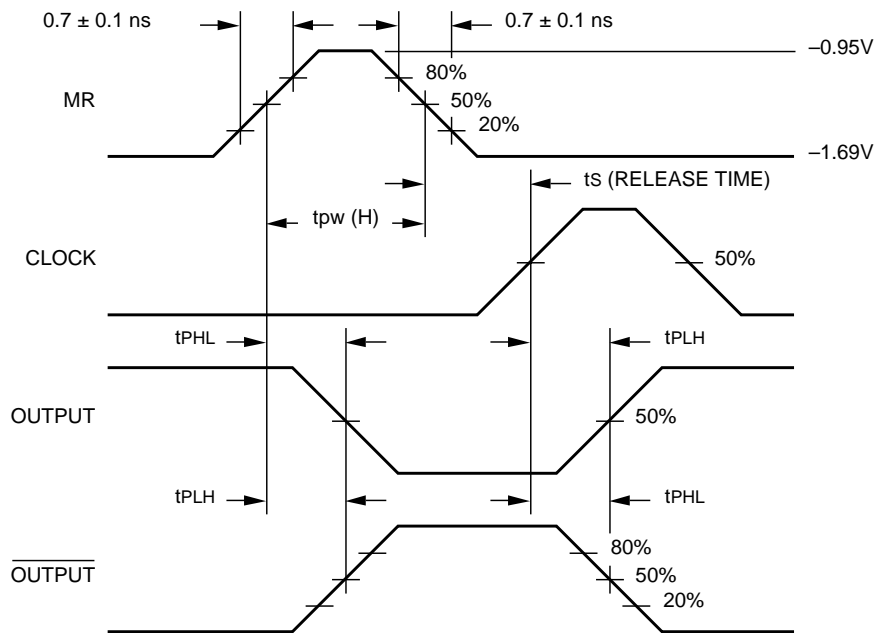 0.7 ± 0.1 ns 0.7 ± 0.1 ns
–0.95V
80%
MR 50%
20%
–1.69V
tS (RELEASE TIME)
tpw (H)
CLOCK 50%
tPHL tPLH
OUTPUT 50%
tPLH tPHL
80%
OUTPUT 50%
20%